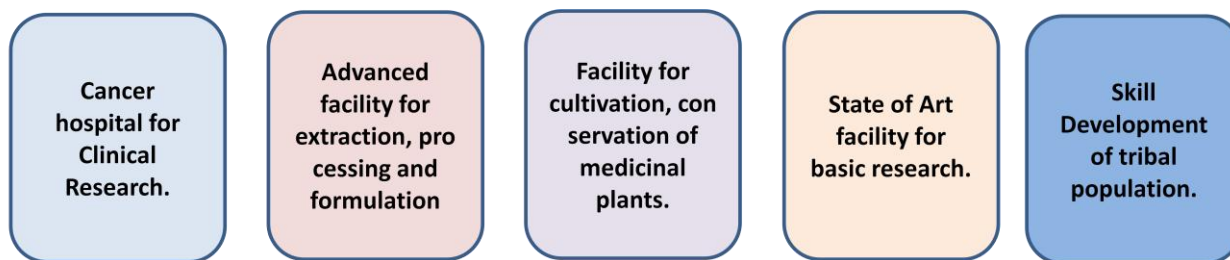 Cancer
hospital for
Clinical
Research.
Advanced
facility for
extraction, pro
cessing and
formulation
Facility for
cultivation, con
servation of
medicinal
plants.
State of Art
facility for
basic research.
Skill
Development
of tribal
population.